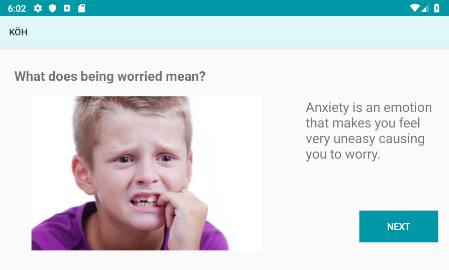 6:02
KÖH
What does being worried mean?
Anxiety is an emotion
that makes you feel
very uneasy causing
you to worry.
NEXT